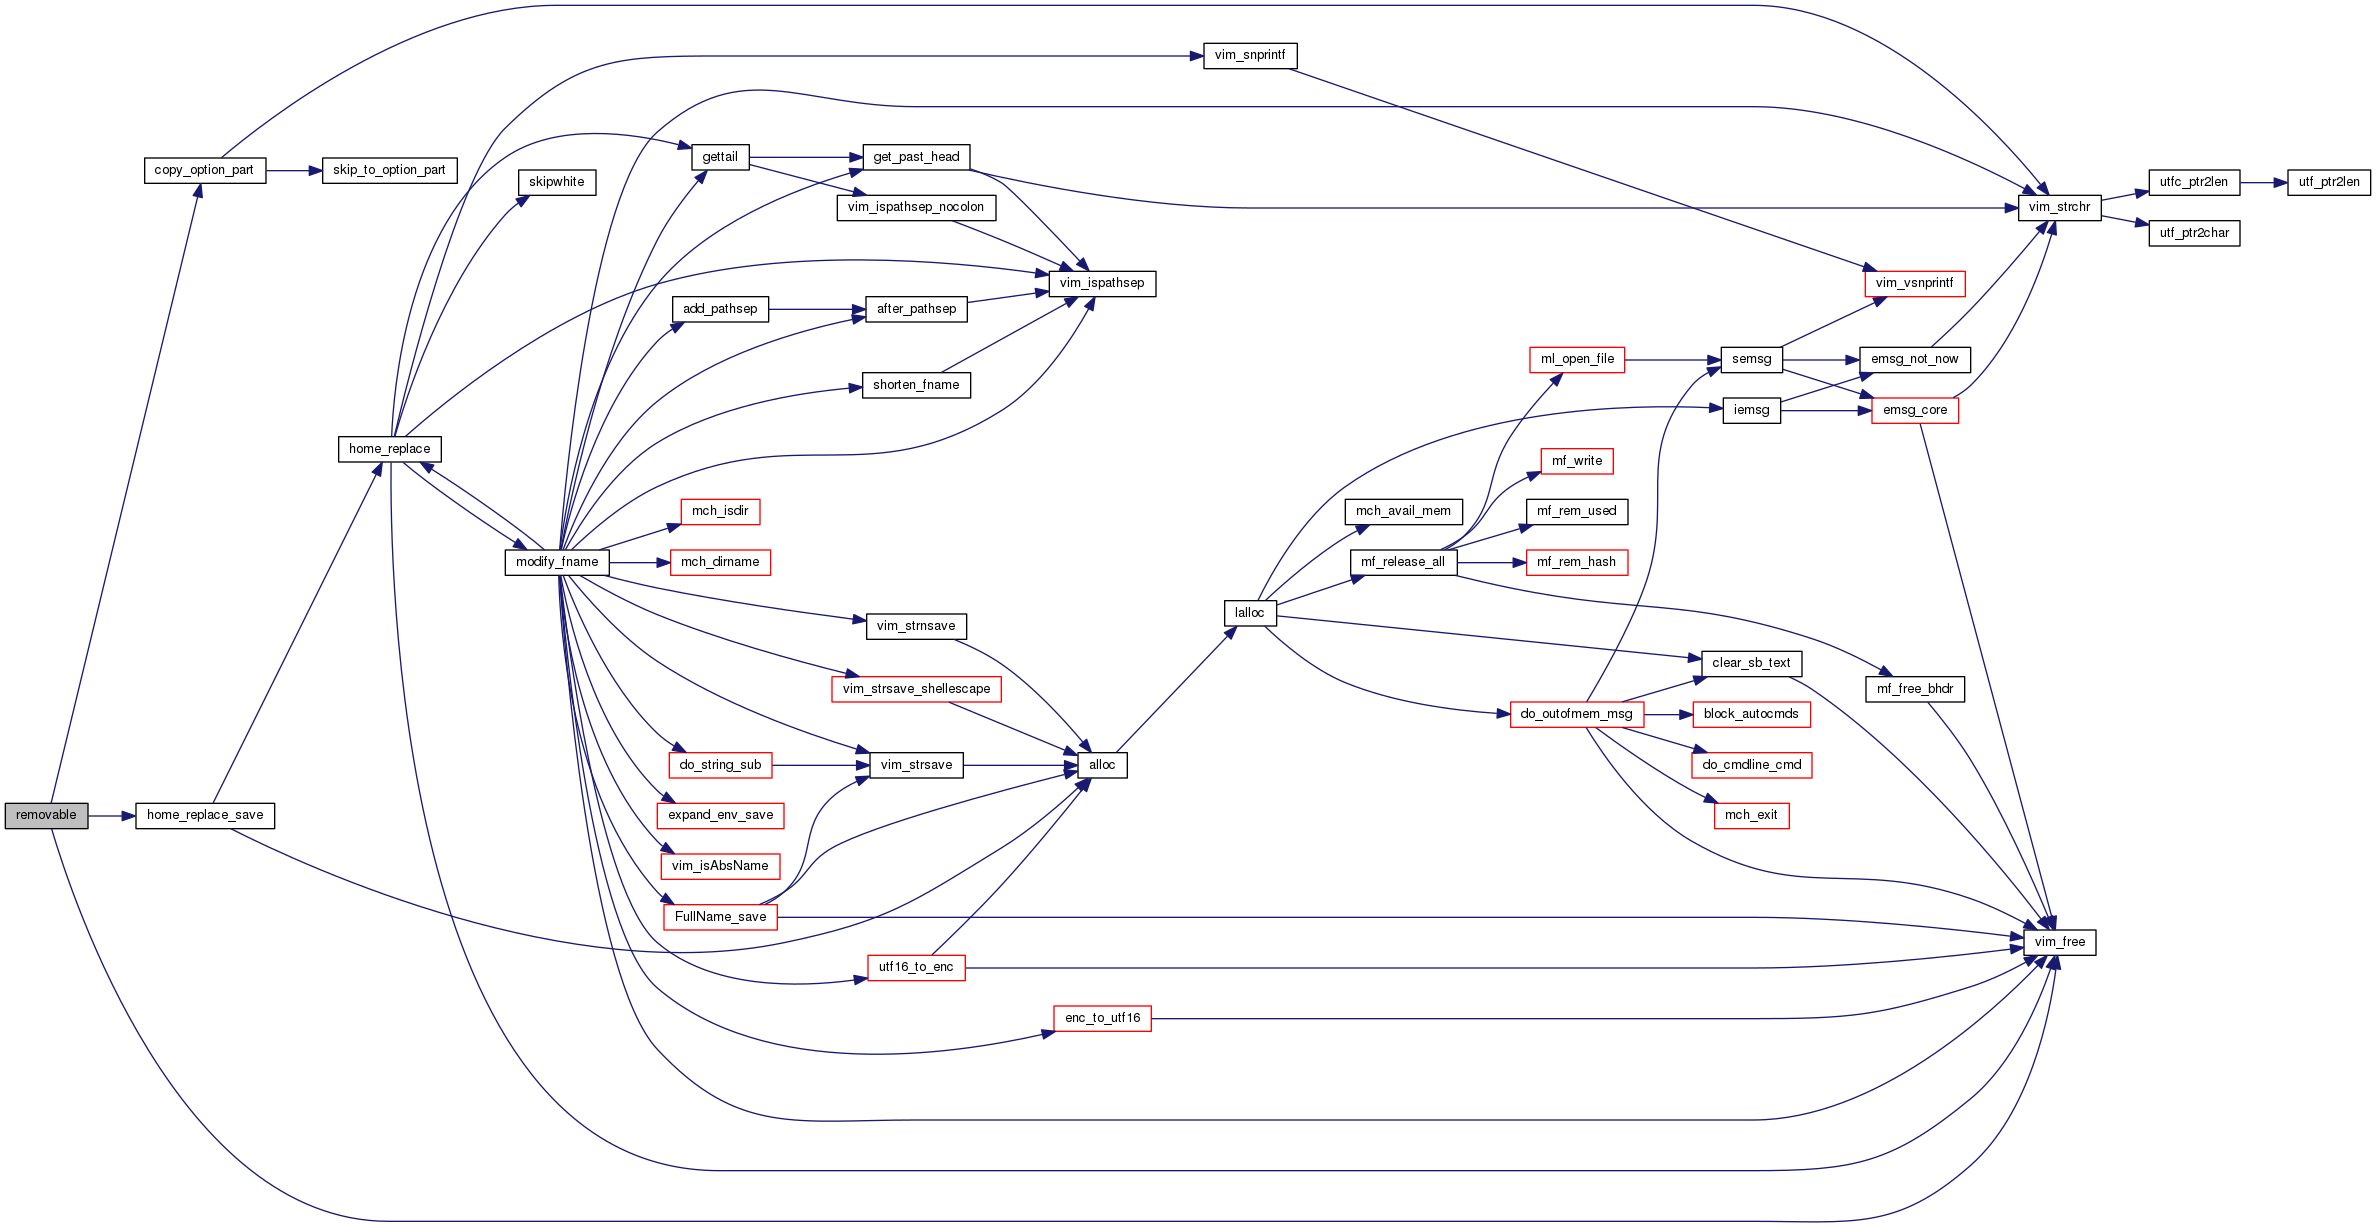 removable
copy_option_part
home_replace_save
skip_to_option_part
home_replace
skipwhite
modify_fname
gettail
add_pathsep
mch_isdir
mch_dirname
do_string_sub
expand_env_save
vim_isAbsName
FullName_save
get_past_head
vim_ispathsep_nocolon
after_pathsep
shorten_fname
vim_strnsave
vim_strsave_shellescape
vim_strsave
utf16_to_enc
vim_ispathsep
alloc
enc_to_utf16
vim_snprintf
lalloc
mch_avail_mem
mf_release_all
ml_open_file
mf_write
mf_rem_used
mf_rem_hash
do_outofmem_msg
semsg
iemsg
clear_sb_text
block_autocmds
do_cmdline_cmd
mch_exit
vim_vsnprintf
emsg_not_now
emsg_core
mf_free_bhdr
vim_strchr
vim_free
utfc_ptr2len
utf_ptr2char
utf_ptr2len